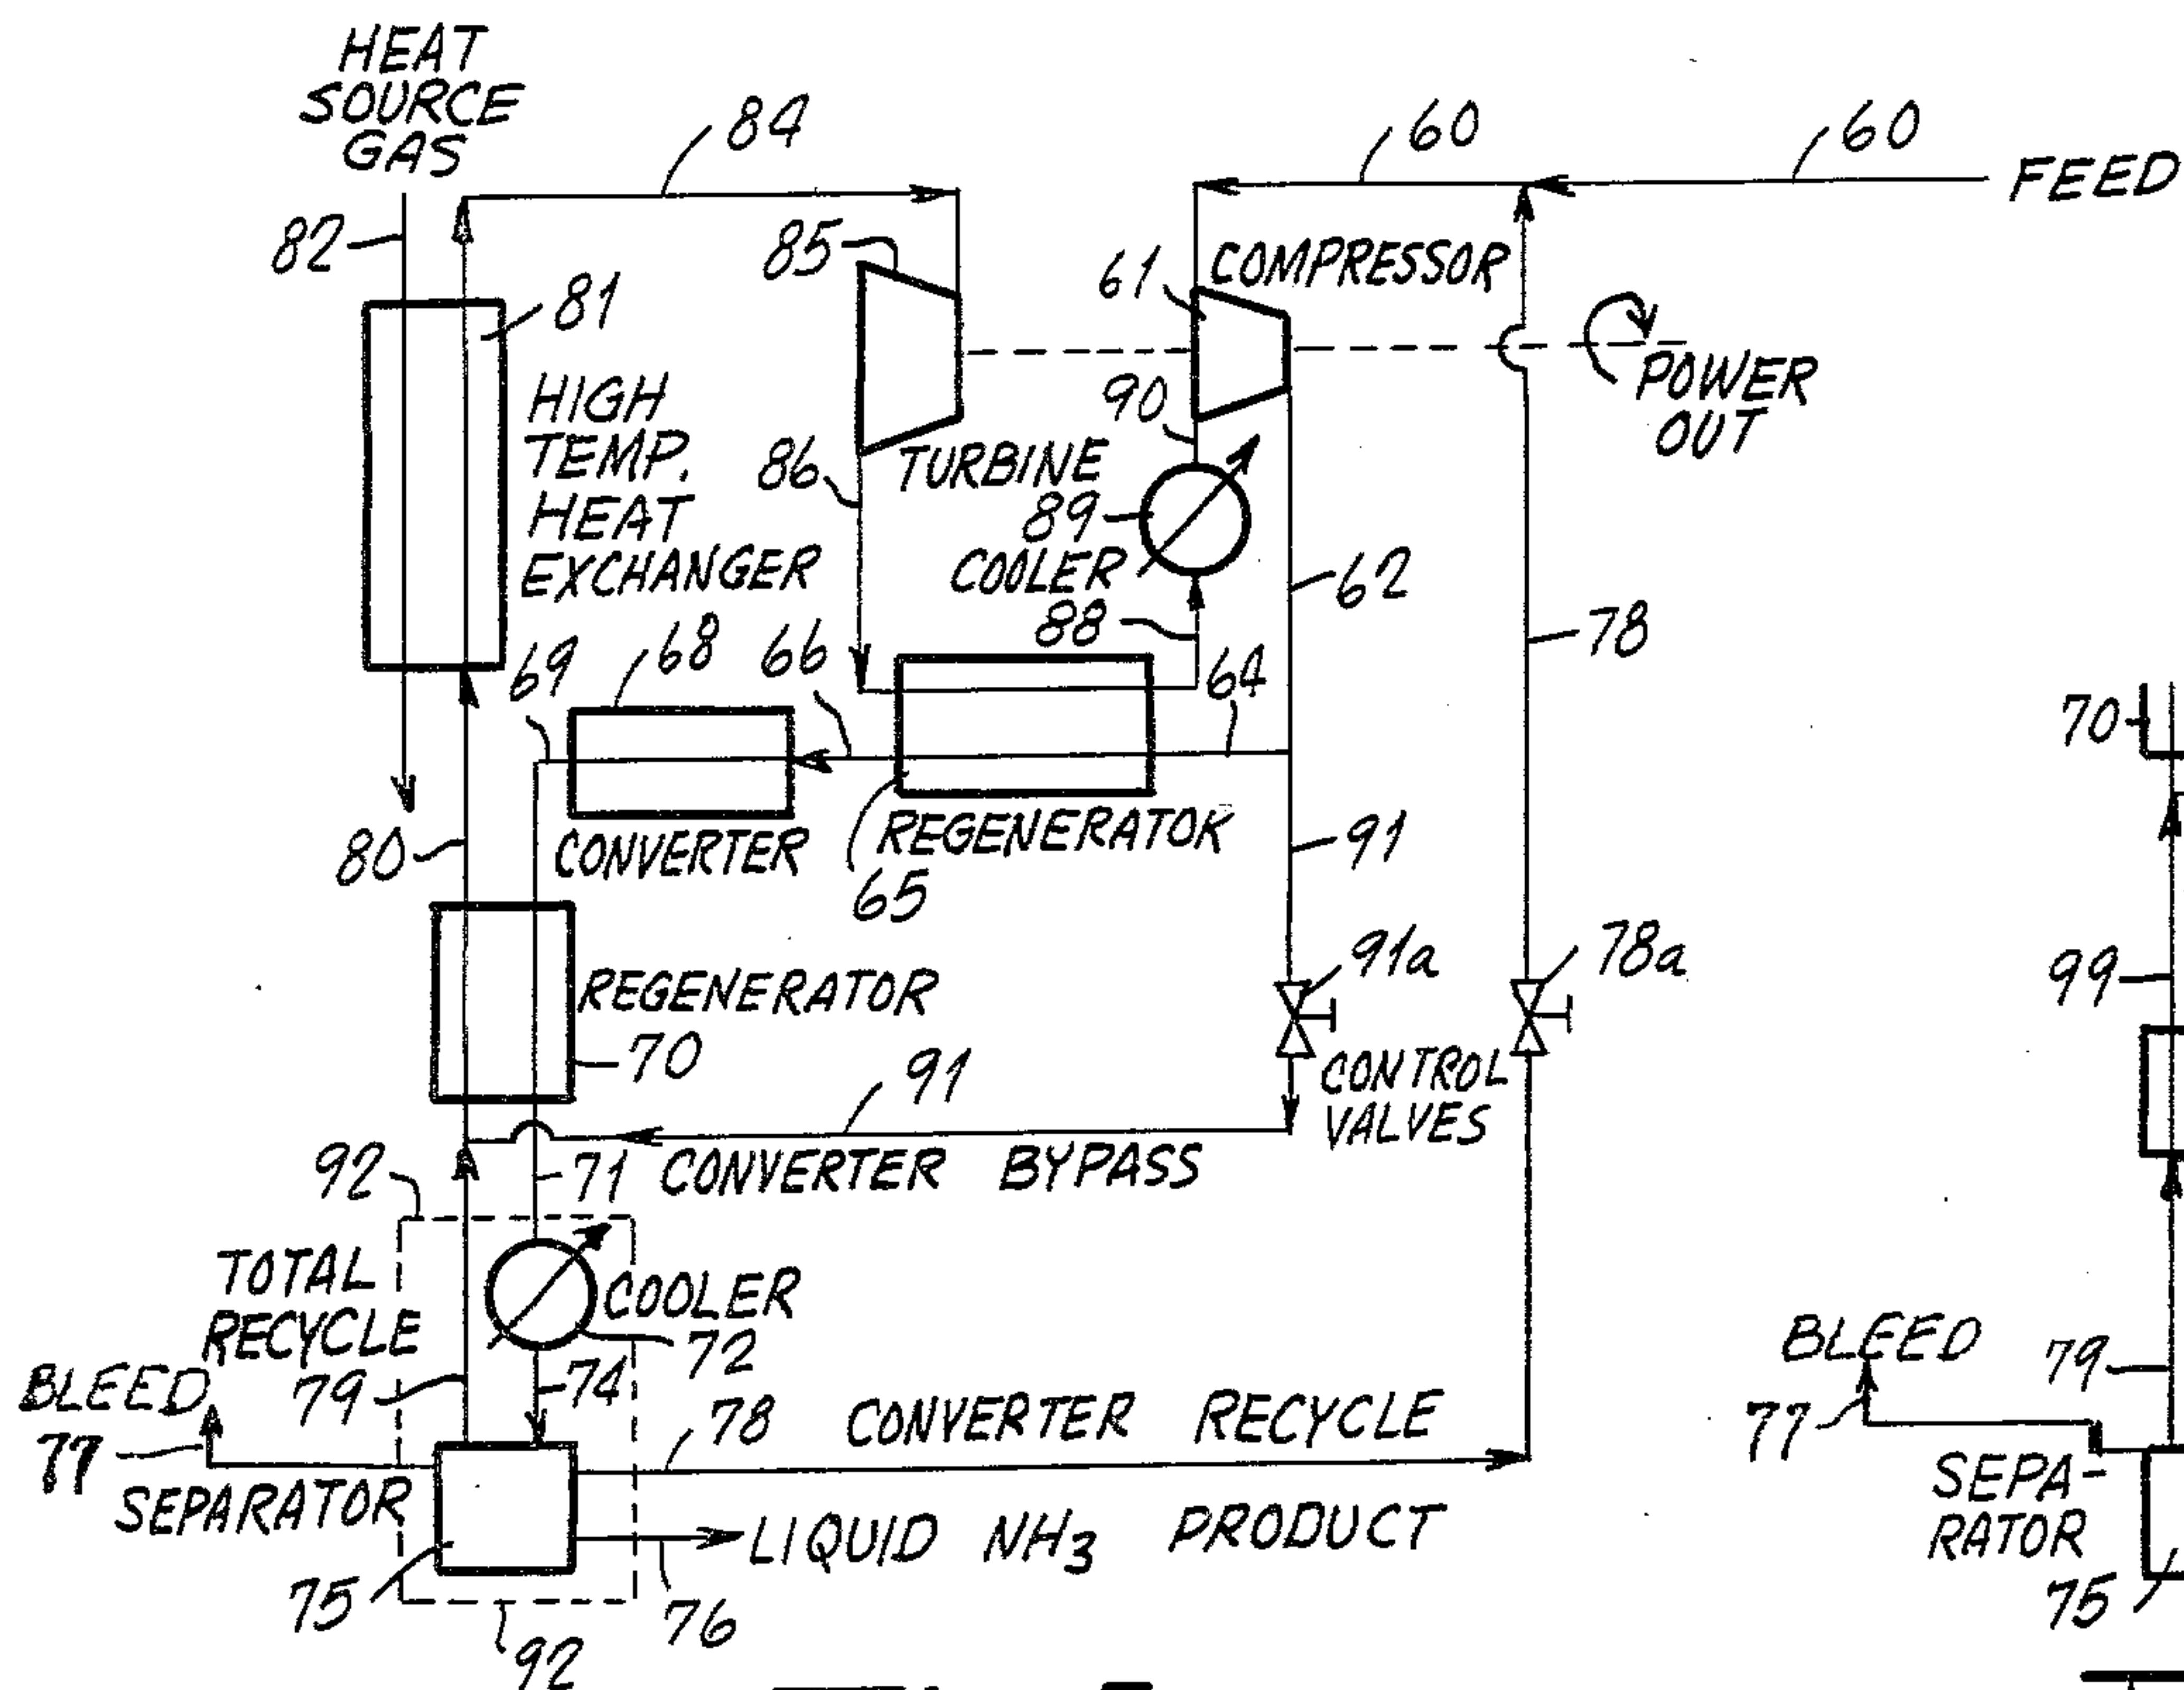 HEAT
SOURCE
GAS
84
60
60
FEED
82
85
61
COMPRESSOR
81
HIGH
TEMP.
HEAT
EXCHANGER
POWER
OUT
90
86
TURBINE
89
COOLER
62
88
78
69
68
66
64
70
CONVERTER
REGENERATOR
65
80
91
91a
78a
99
REGENERATOR
70
CONTROL
VALVES
91
92
71
CONVERTER BYPASS
TOTAL
RECYCLE
COOLER
72
BLEED
79
74
78
CONVERTER RECYCLE
BLEED
79
77
77
SEPARATOR
LIQUID NH3 PRODUCT
SEPA-
RATOR
75
76
75
92